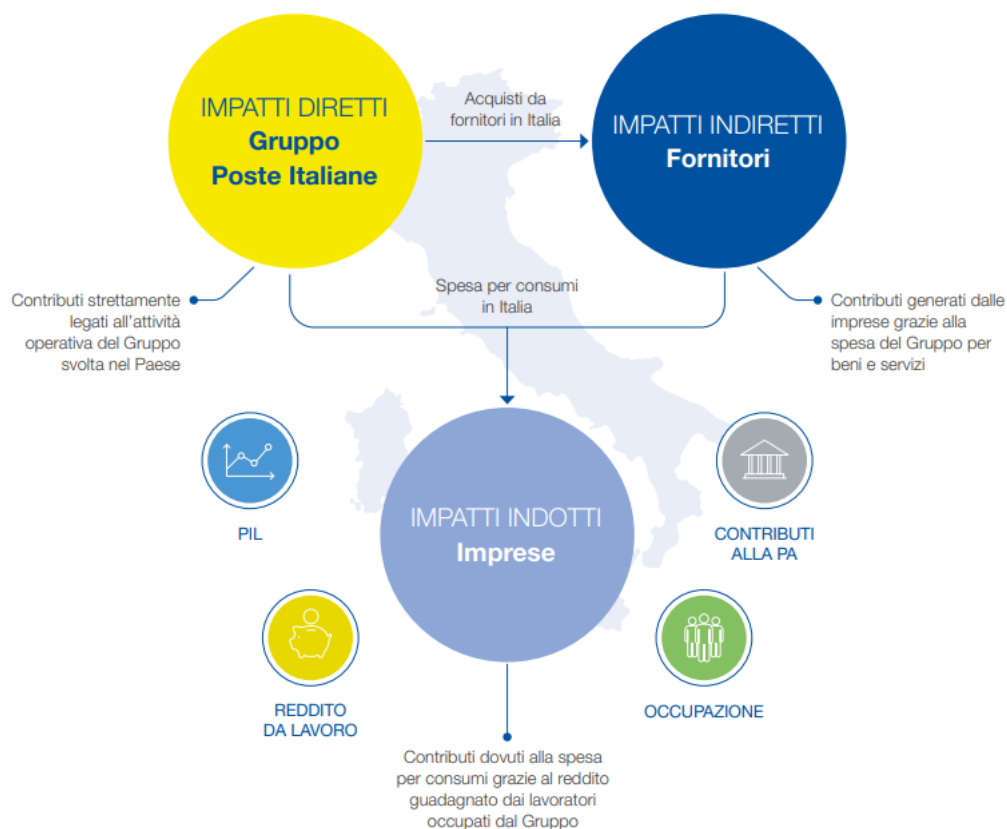 IMPATTI DIRETTI
Gruppo
Poste Italiane
Acquisti da
fornitori in Italia
IMPATTI INDIRETTI
Fornitori
Contributi strettamente
legati all'attività
operativa del Gruppo
svolta nel Paese
Spesa per consumi
in Italia
Contributi generati dalle
imprese grazie alla
spesa del Gruppo per
beni e servizi
PIL
IMPATTI INDOTTI
Imprese
CONTRIBUTI
ALLA PA
REDDITO
DA LAVORO
OCCUPAZIONE
Contributi dovuti alla spesa
per consumi grazie al reddito
guadagnato dai lavoratori
occupati dal Gruppo